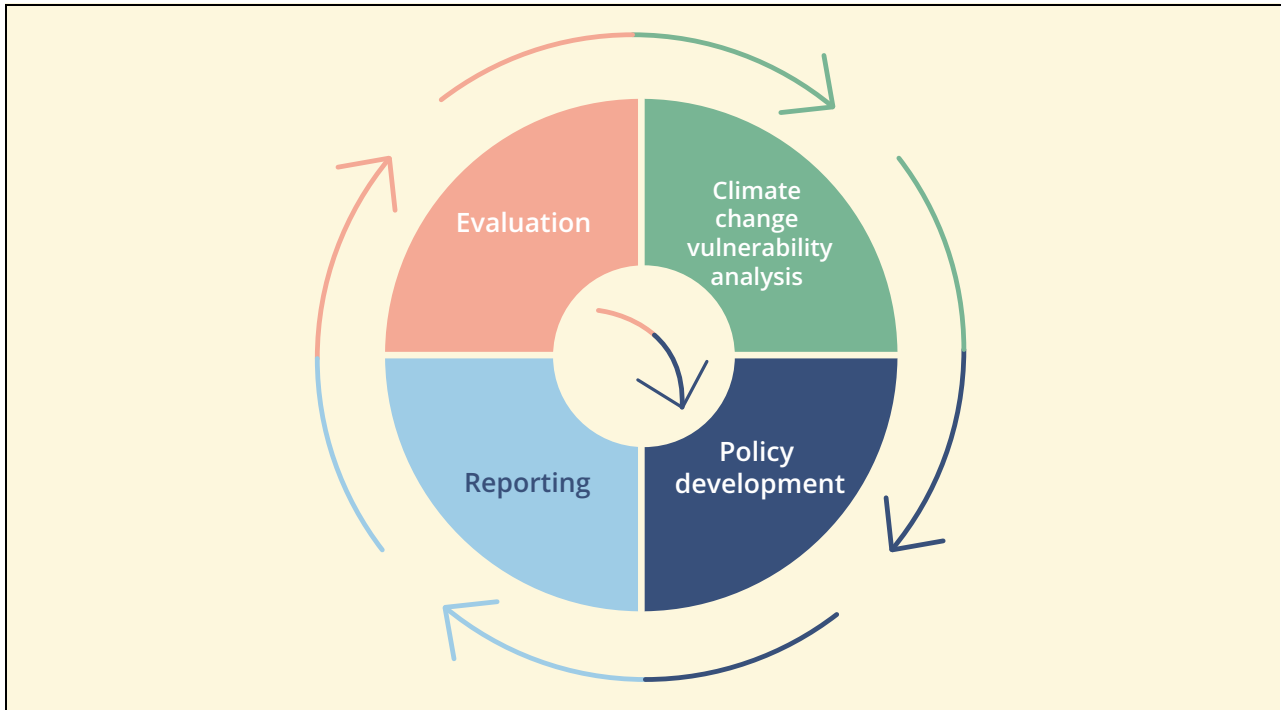 Evaluation
Climate
change
vulnerability
analysis
Reporting
Policy
development